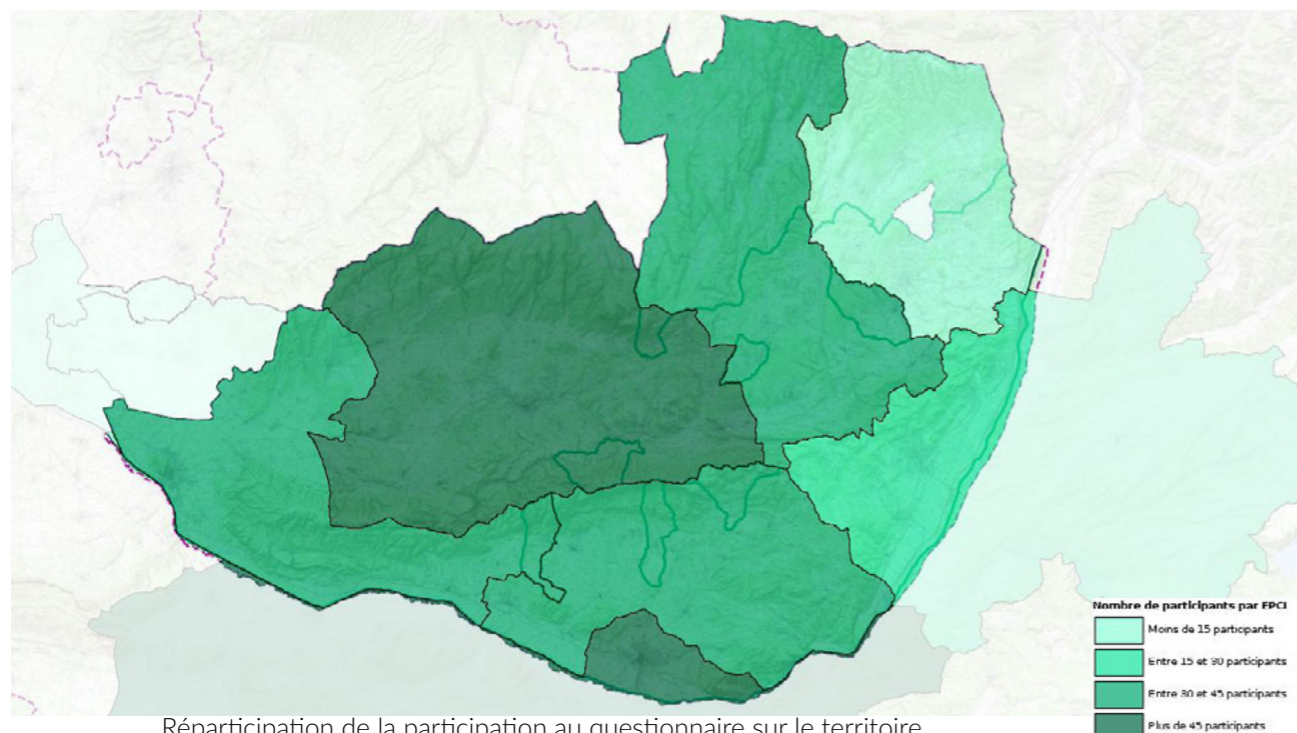 Nombre de participants par EPCI
Moins de 15 participants
Entre 15 et 30 participants
Entre 30 et 45 participants
Plus de 45 participants
Réparticipation de la participation au questionnaire sur le territoire